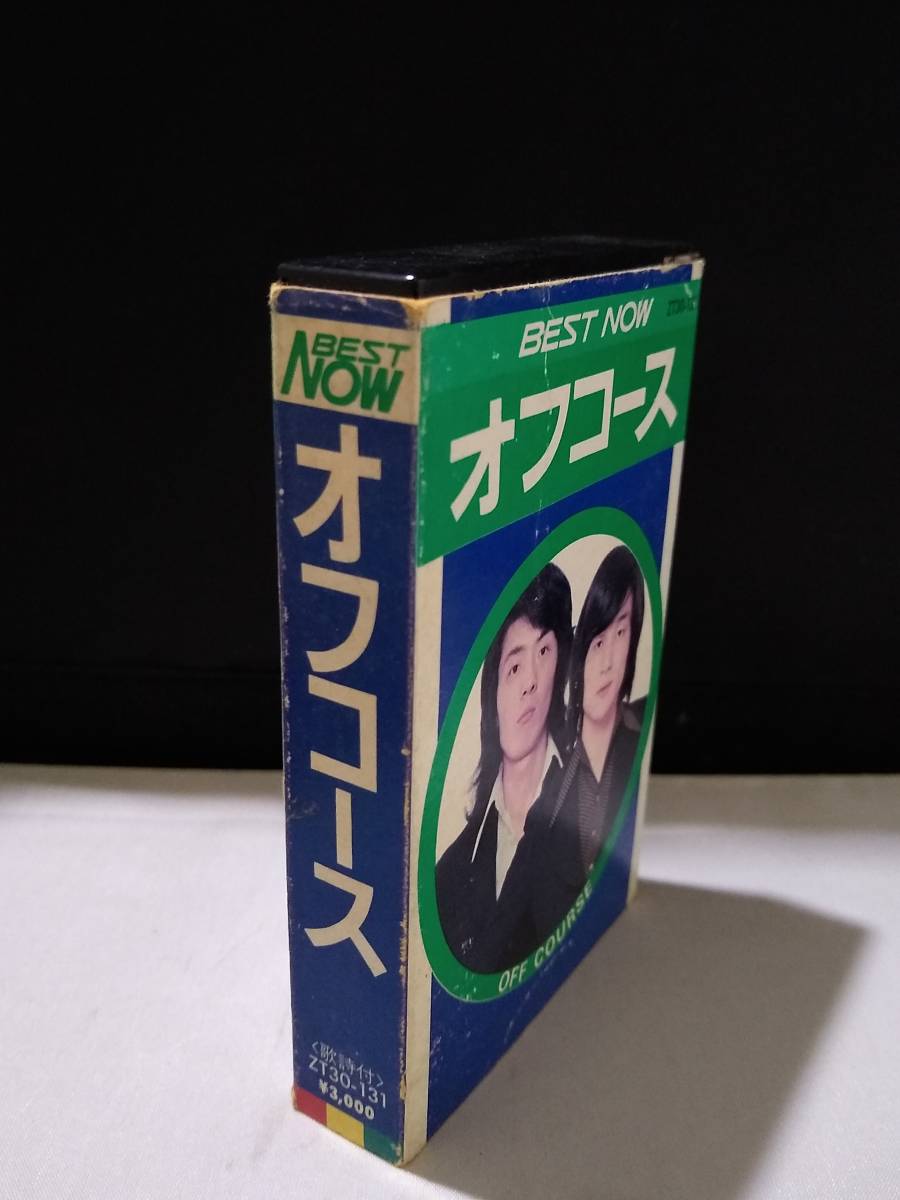 BEST
NOW
オフコース
〈歌詩付〉
ZT30-131
¥3,000
BEST NOW
オフコース
OFF COURSE